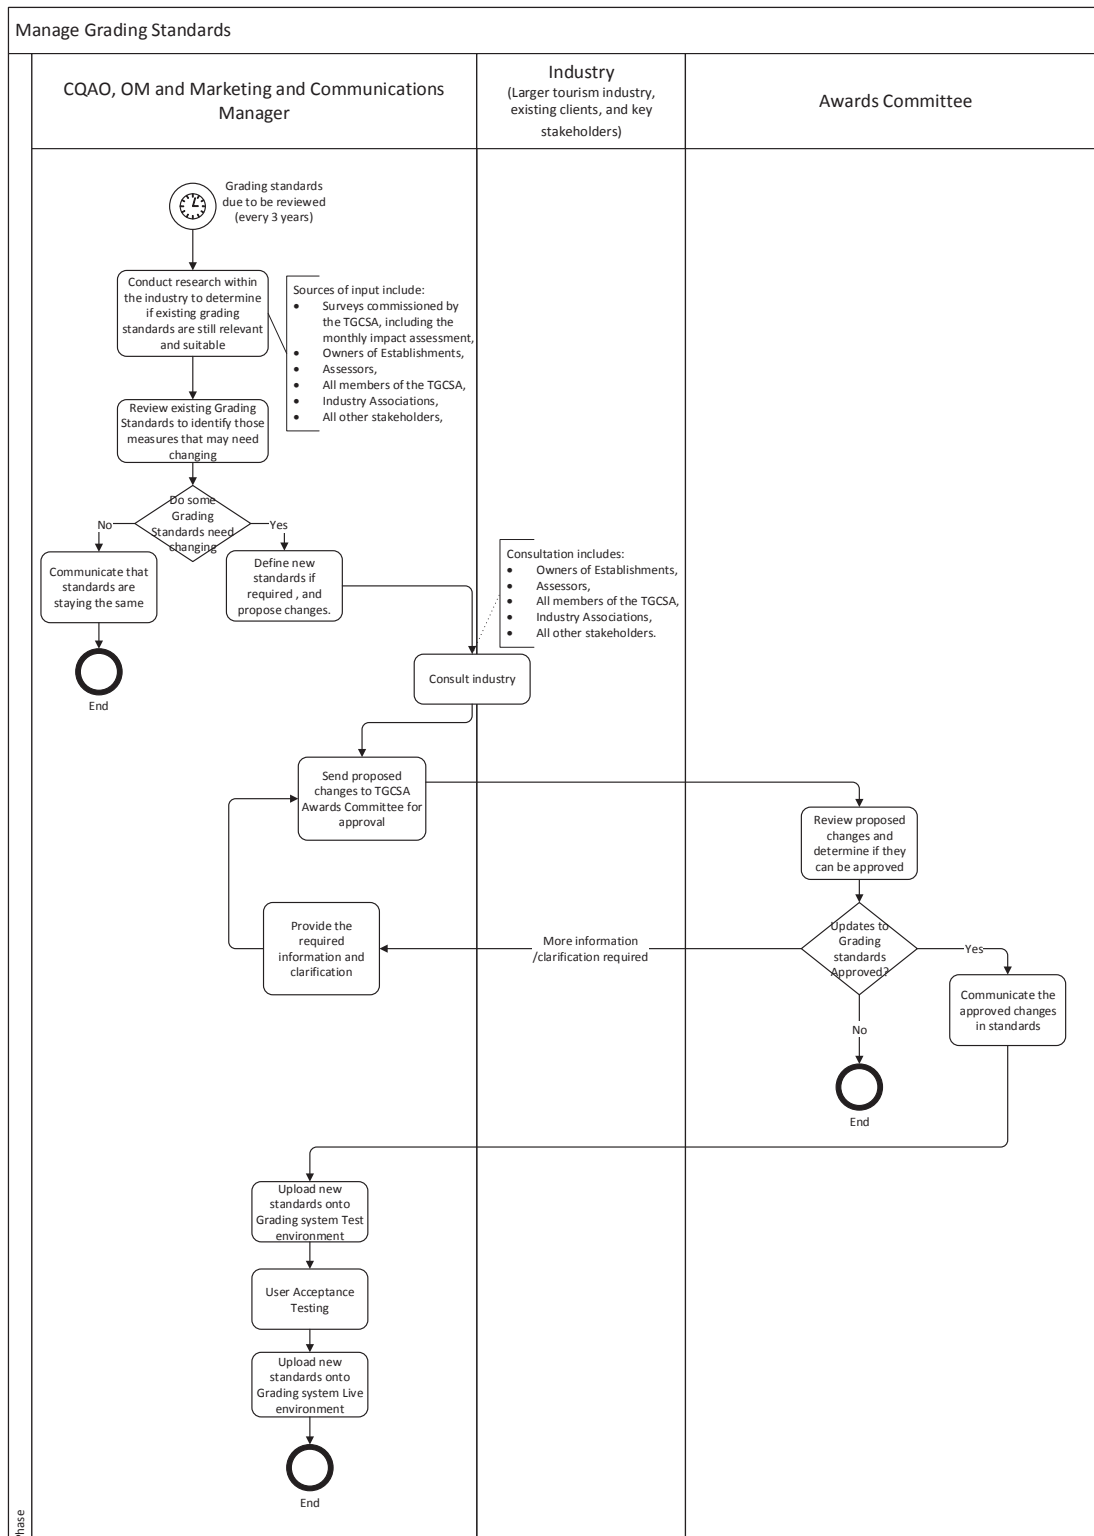 Manage Grading Standards
CQAO, OM and Marketing and Communications
Manager
Industry
(Larger tourism industry,
existing clients, and key
stakeholders)
Awards Committee
Grading standards
due to be reviewed
(every 3 years)
Conduct research within
the industry to determine
if existing grading
standards are still relevant
and suitable
Sources of input include:
• Surveys commissioned by
the TGCSA, including the
monthly impact assessment,
• Owners of Establishments,
• Assessors,
• All members of the TGCSA,
• Industry Associations,
• All other stakeholders,
Review existing Grading
Standards to identify those
measures that may need
changing
Do some
Grading
Standards need
changing
No
Yes
Communicate that
standards are
staying the same
End
Define new
standards if
required , and
propose changes.
Consultation includes:
• Owners of Establishments,
• Assessors,
• All members of the TGCSA,
• Industry Associations,
• All other stakeholders.
Consult industry
Send proposed
changes to TGCSA
Awards Committee for
approval
Review proposed
changes and
determine if they
can be approved
Updates to
Grading
standards
Approved?
More information
/clarification required
Provide the
required
information and
clarification
Yes
Communicate the
approved changes
in standards
No
End
Upload new
standards onto
Grading system Test
environment
User Acceptance
Testing
Upload new
standards onto
Grading system Live
environment
End
Phase